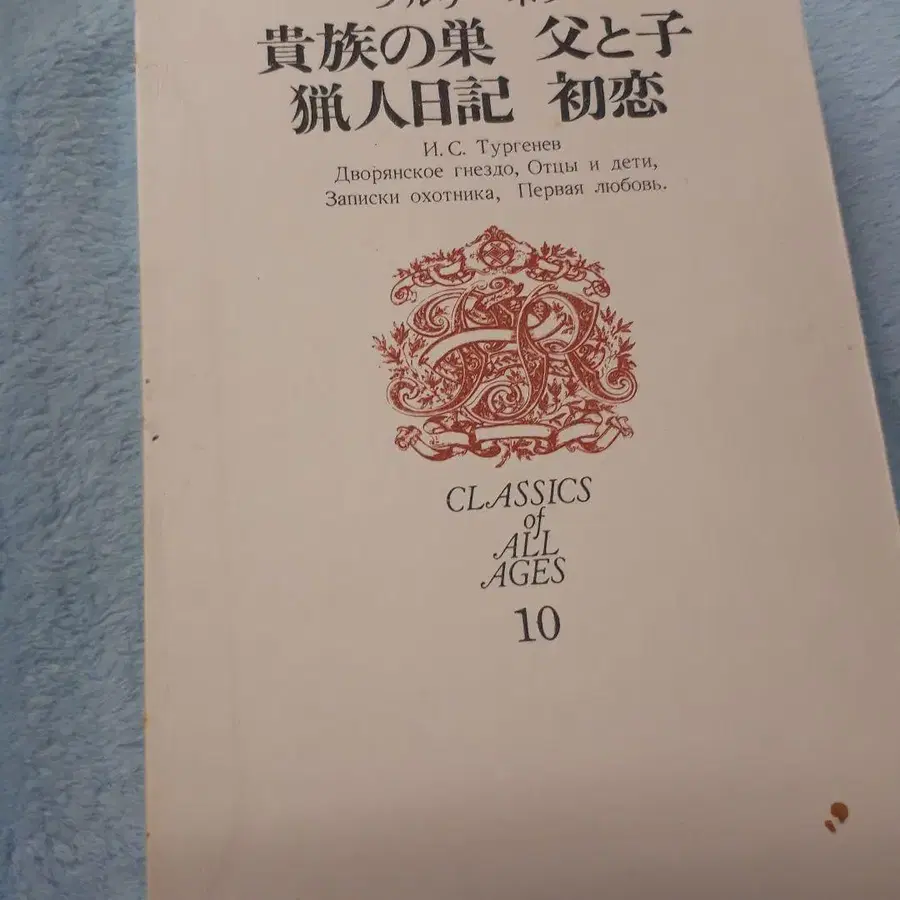 貴族の巣 父と子
猟人日記 初恋
И. С. Тургенев
Дворянское гнездо, Отцы и дети,
Записки охотника, Первая любовь.
CLASSICS
of
ALL
AGES
10